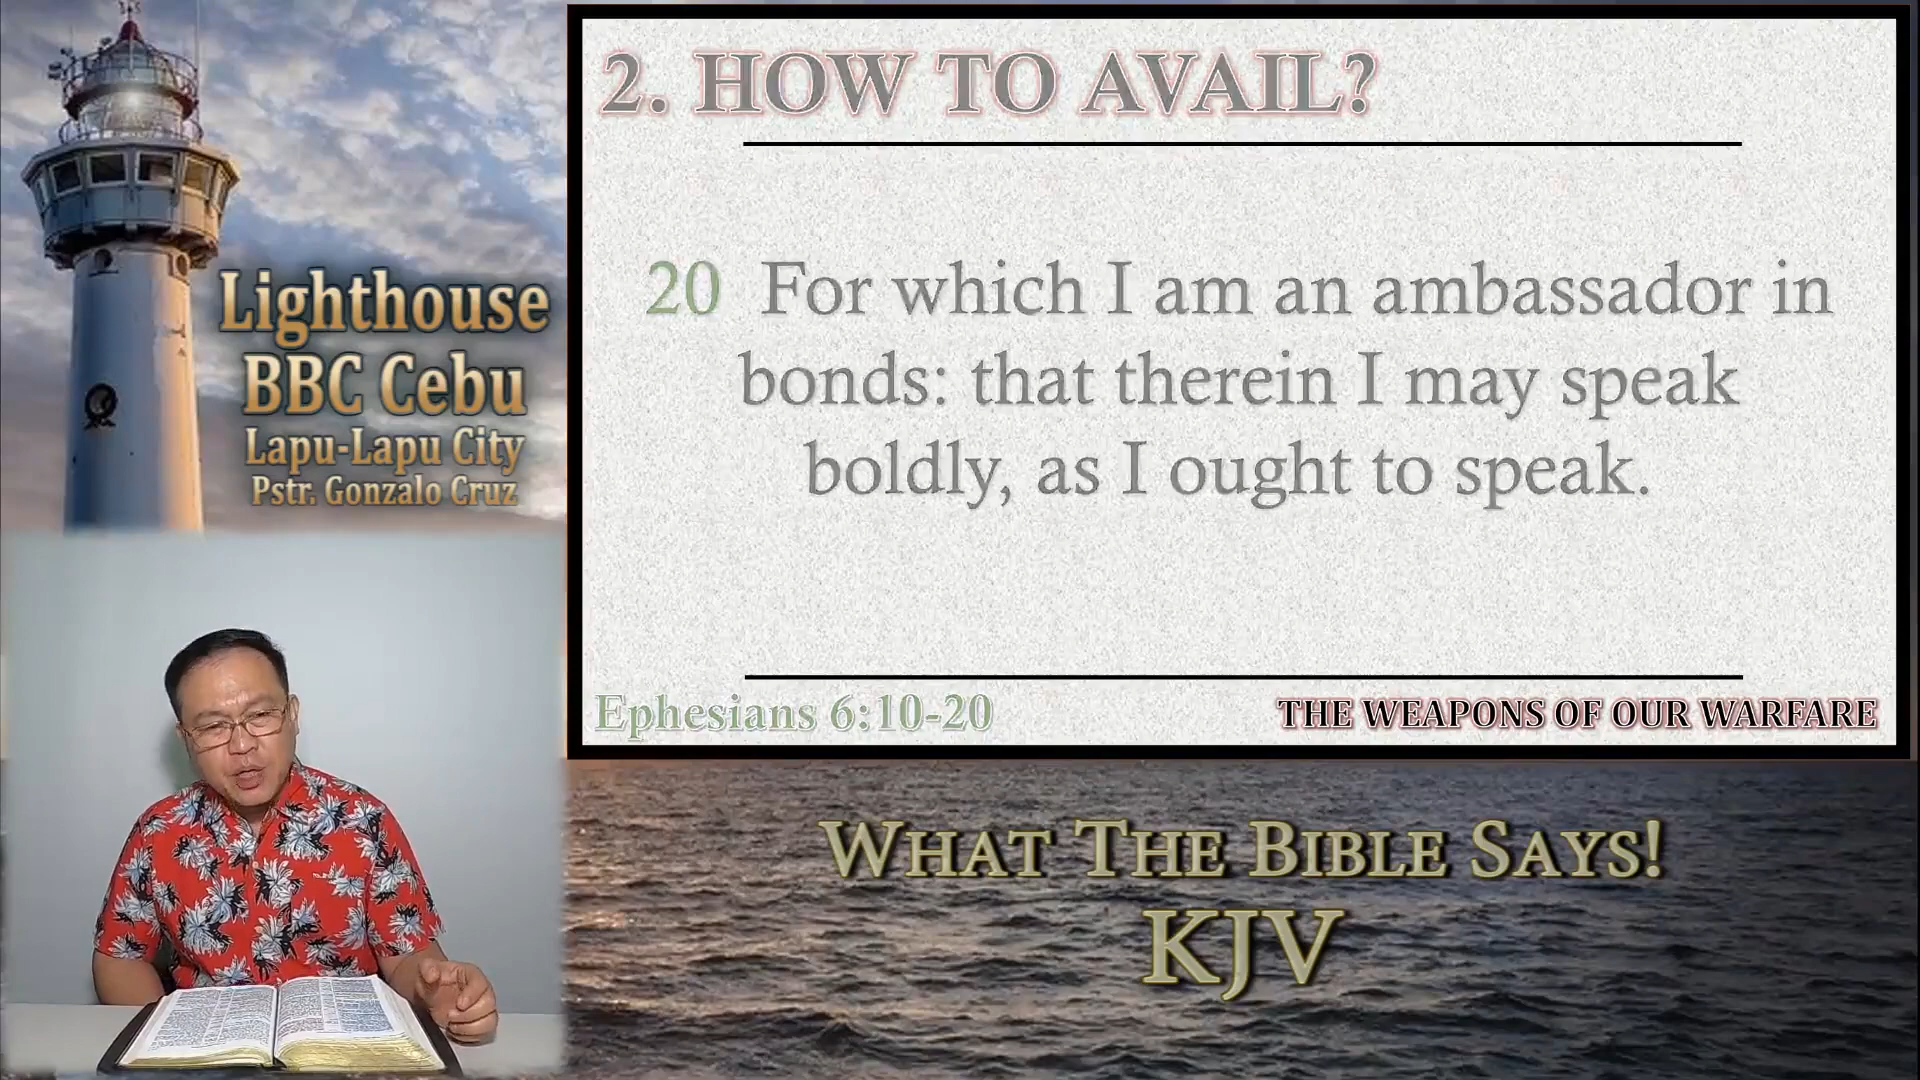 Lighthouse
BBC Cebu
Lapu-Lapu City
Pstr. Gonzalo Cruz
2. HOW TO AVAIL?
20 For which I am an ambassador in
bonds: that therein I may speak
boldly, as I ought to speak.
Ephesians 6:10-20
THE WEAPONS OF OUR WARFARE
WHAT THE BIBLE SAYS!
KJV